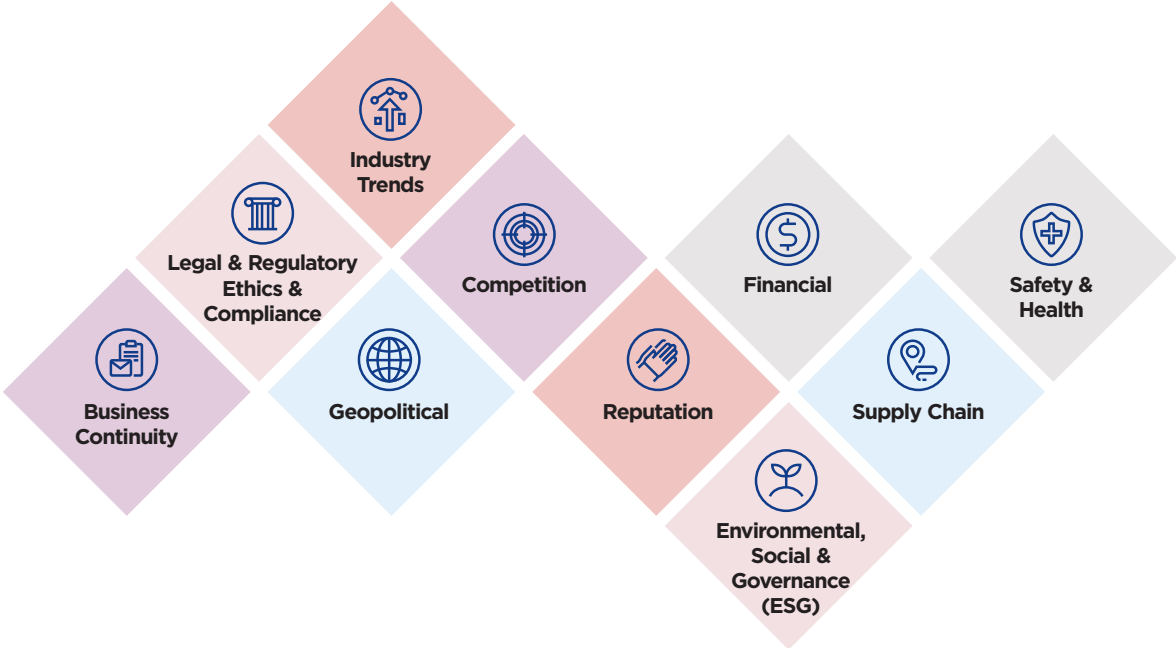 Industry
Trends
Legal & Regulatory
Ethics &
Compliance
Competition
Financial
Safety &
Health
Business
Continuity
Geopolitical
Reputation
Supply Chain
Environmental,
Social &
Governance
(ESG)